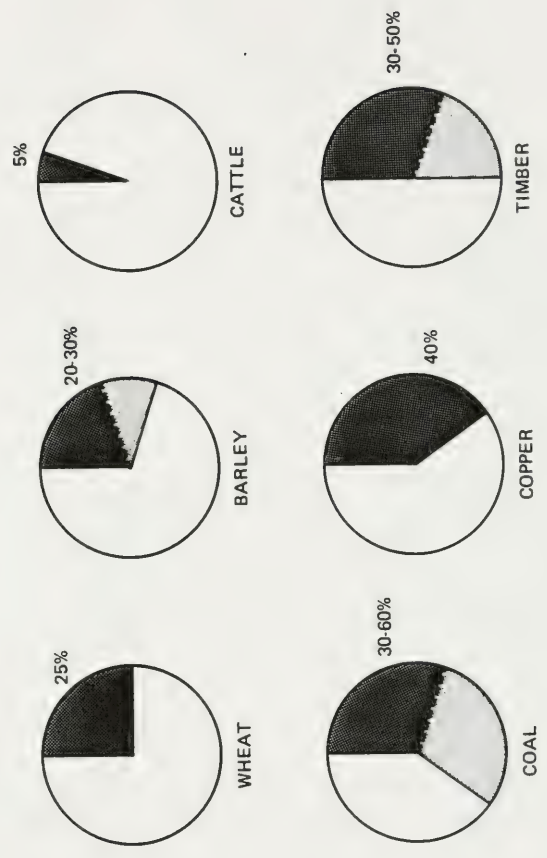 25%
WHEAT
20-30%
BARLEY
5%
CATTLE
30-60%
COAL
40%
COPPER
30-50%
TIMBER